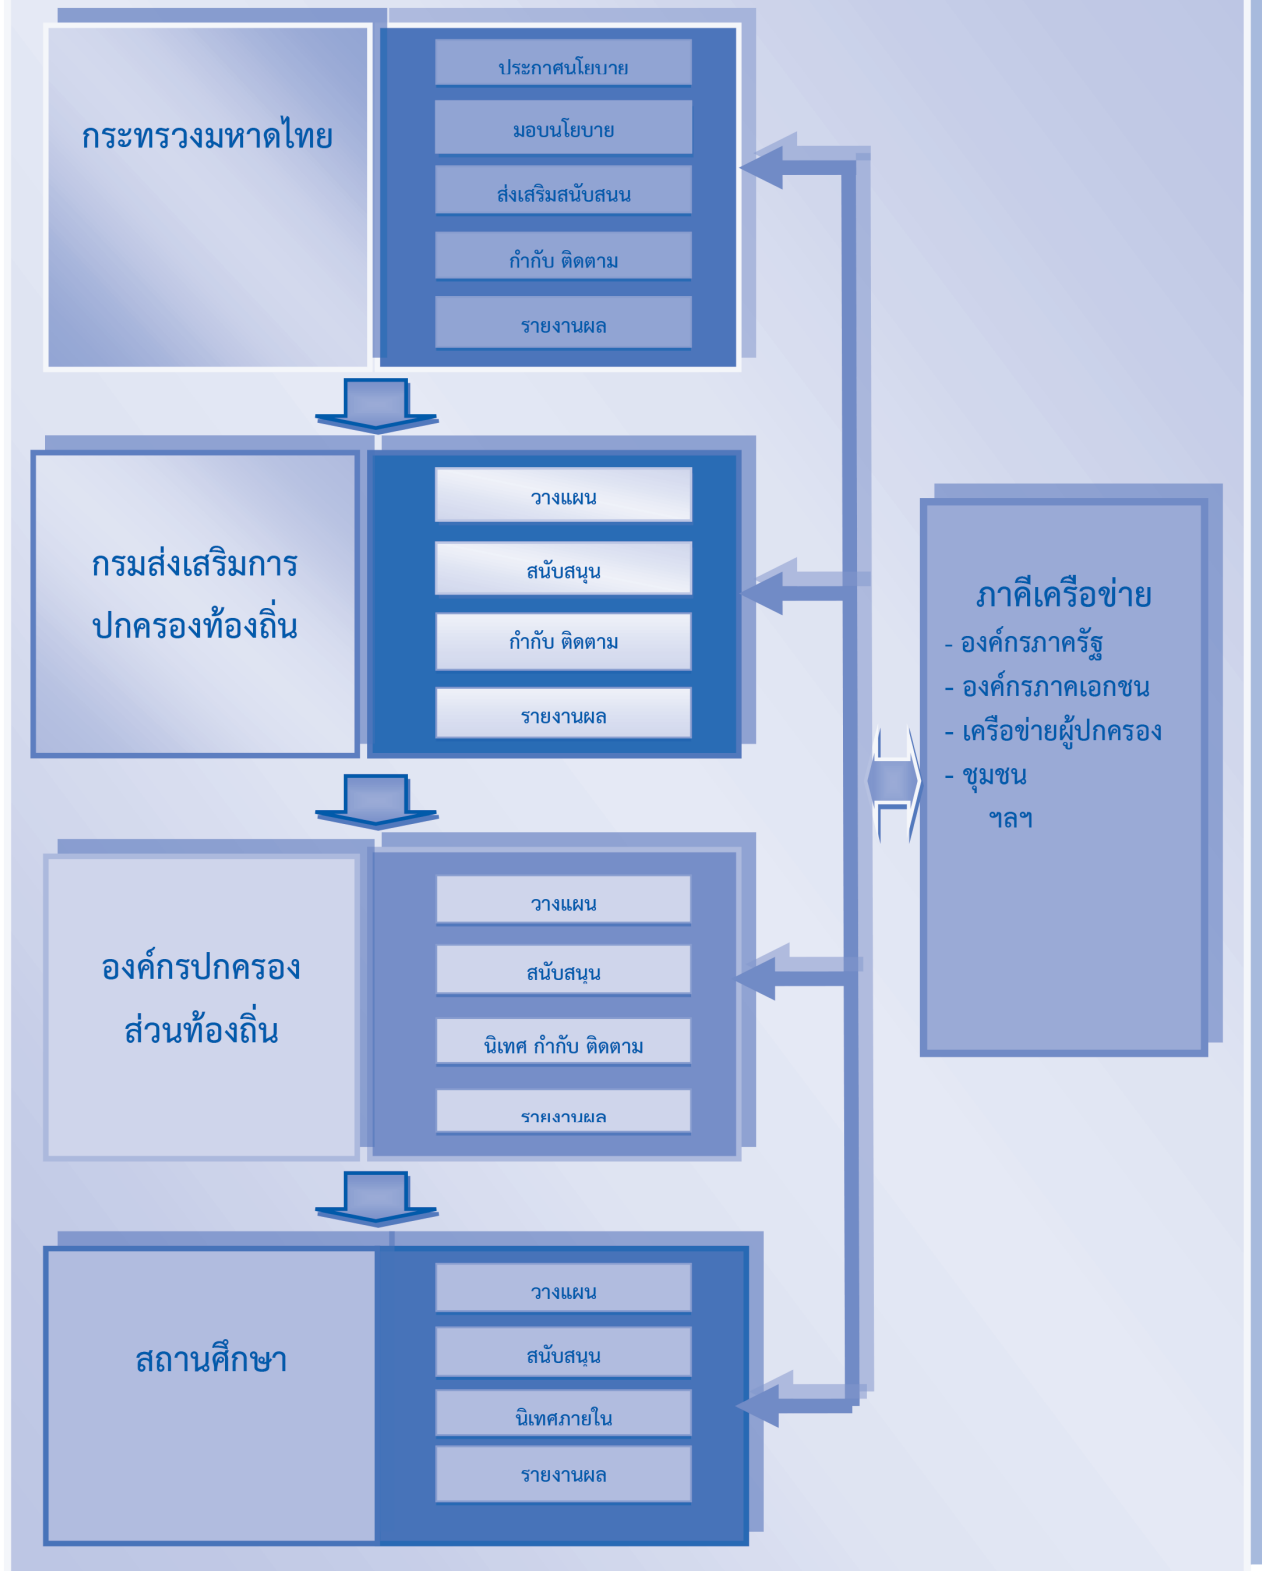 กระทรวงมหาดไทย
ประกาศนโยบาย
มอบนโยบาย
ส่งเสริมสนับสนน
กำกับ ติดตาม
รายงานผล
กรมส่งเสริมการ
ปกครองท้องถิ่น
วางแผน
สนับสนุน
กำกับ ติดตาม
รายงานผล
องค์กรปกครอง
ส่วนท้องถิ่น
วางแผน
สนับสนุน
นิเทศ กำกับ ติดตาม
รายงานผล
สถานศึกษา
วางแผน
สนับสนุน
นิเทศภายใน
รายงานผล
ภาคีเครือข่าย
- องค์กรภาครัฐ
- องค์กรภาคเอกชน
- เครือข่ายผู้ปกครอง
- ชุมชน
ฯลฯ